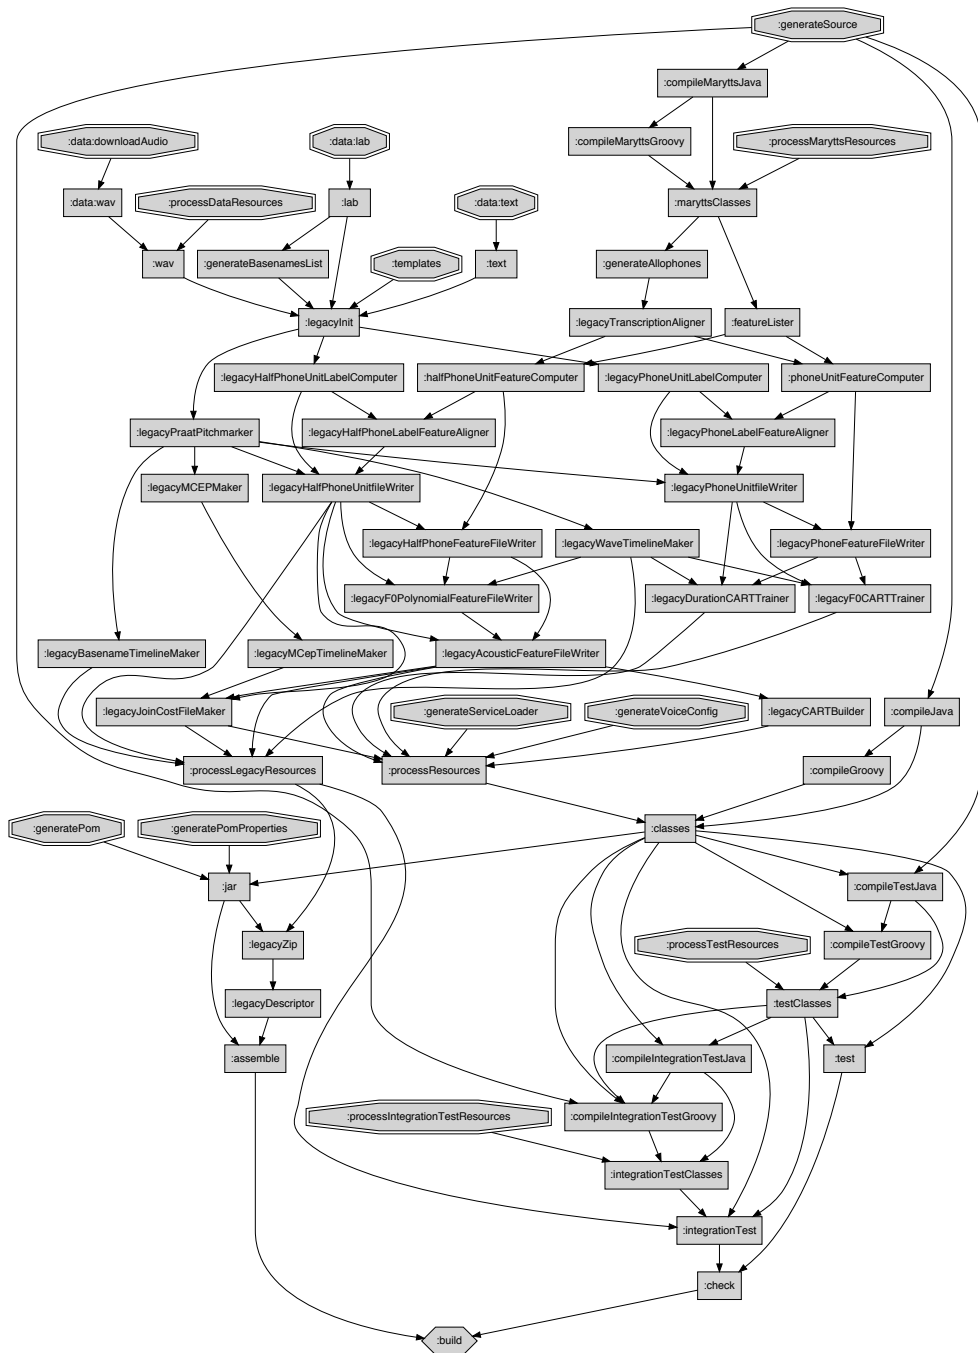 :generateSource
:compileMaryttsJava
:data:downloadAudio
:data:lab
:compileMaryttsGroovy
:processMaryttsResources
:data:wav
:processDataResources
:lab
:data:text
:maryttsClasses
:wav
:generateBasenamesList
:templates
:text
:generateAllophones
:legacyInit
:legacyTranscriptionAligner
:featureLister
:legacyHalfPhoneUnitLabelComputer
:halfPhoneUnitFeatureComputer
:legacyPhoneUnitLabelComputer
:phoneUnitFeatureComputer
:legacyPraatPitchmarker
:legacyHalfPhoneLabelFeatureAligner
:legacyPhoneLabelFeatureAligner
:legacyMCEPMaker
:legacyHalfPhoneUnitfileWriter
:legacyPhoneUnitfileWriter
:legacyHalfPhoneFeatureFileWriter
:legacyWaveTimelineMaker
:legacyPhoneFeatureFileWriter
:legacyF0PolynomialFeatureFileWriter
:legacyDurationCARTTrainer
:legacyF0CARTTrainer
:legacyBasenameTimelineMaker
:legacyMCepTimelineMaker
:legacyAcousticFeatureFileWriter
:legacyJoinCostFileMaker
:generateServiceLoader
:generateVoiceConfig
:legacyCARTBuilder
:compileJava
:processLegacyResources
:processResources
:compileGroovy
:generatePom
:generatePomProperties
:classes
:jar
:compileTestJava
:legacyZip
:processTestResources
:compileTestGroovy
:legacyDescriptor
:testClasses
:assemble
:compileIntegrationTestJava
:test
:processIntegrationTestResources
:compileIntegrationTestGroovy
:integrationTestClasses
:integrationTest
:check
:build